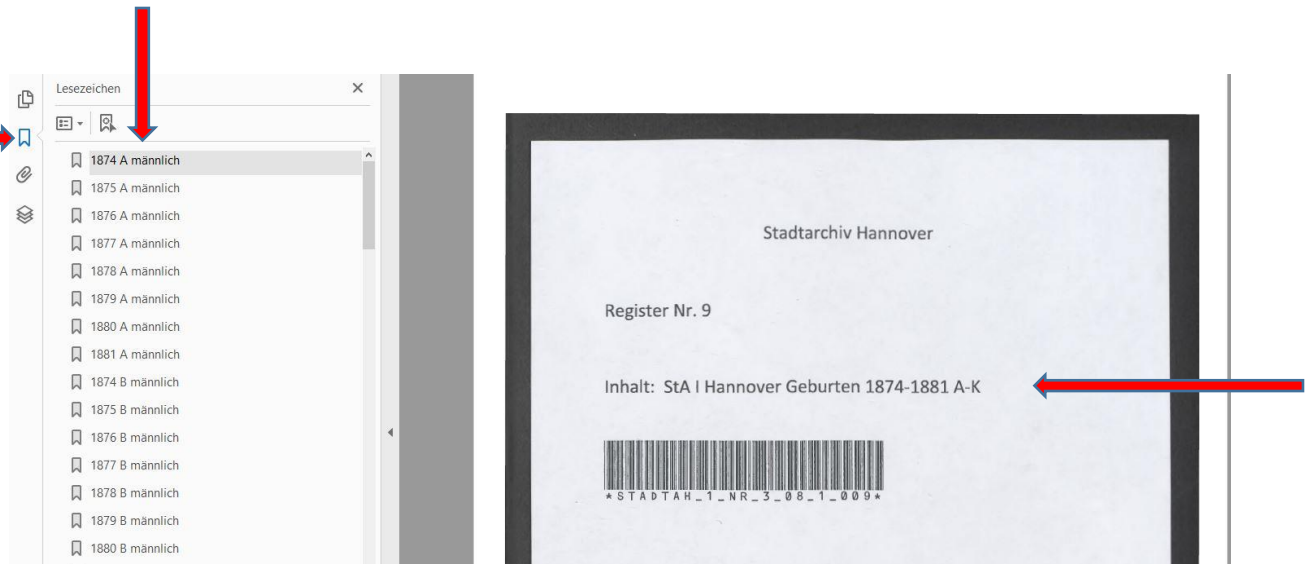 Lesezeichen
1874 A männlich
1875 A männlich
1876 A männlich
1877 A männlich
1878 A männlich
1879 A männlich
1880 A männlich
1881 A männlich
1874 B männlich
1875 B männlich
1876 B männlich
1877 B männlich
1878 B männlich
1879 B männlich
1880 B männlich
Stadtarchiv Hannover
Register Nr. 9
Inhalt: StA I Hannover Geburten 1874-1881 A-K
*STADTAH_1_NR_3_08_1_009*